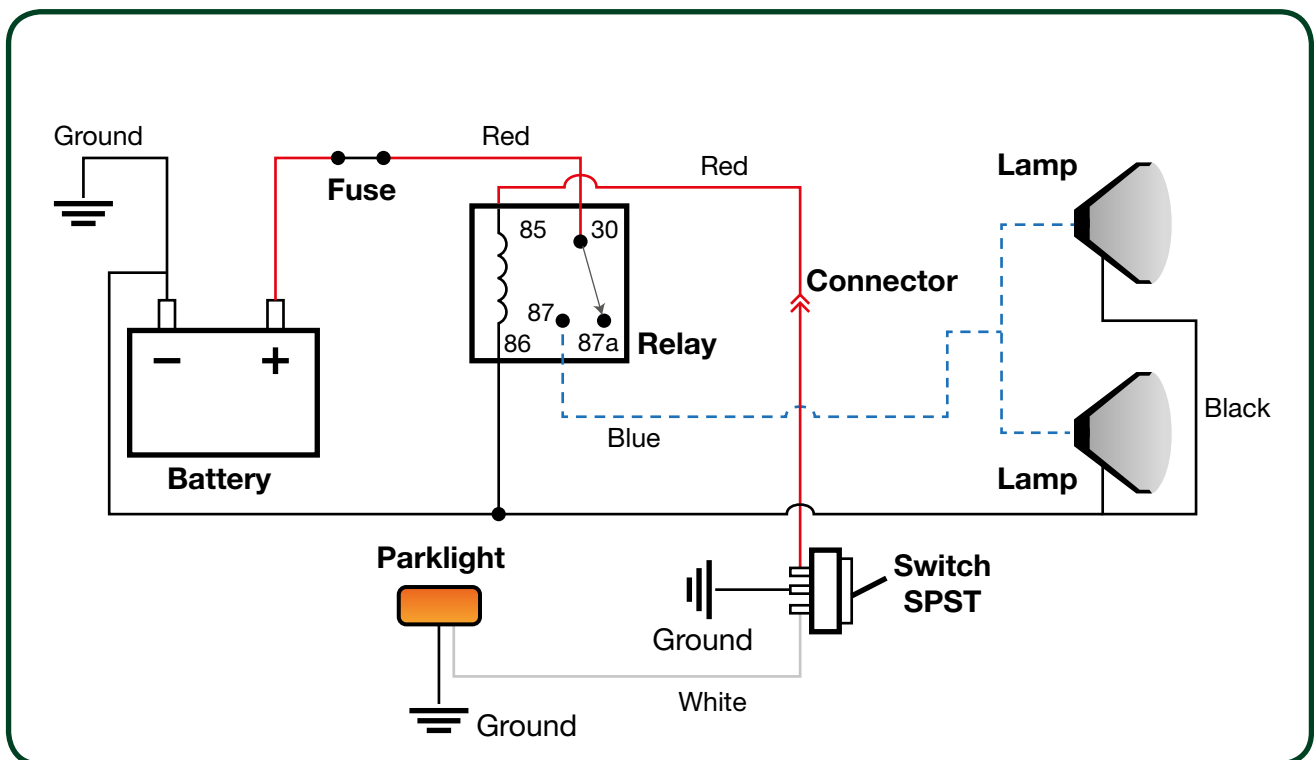 Ground
Red
Fuse
Red
Lamp
85
30
Connector
87
86
87a
Relay
−
+
Battery
Blue
Black
Lamp
Parklight
Switch
SPST
Ground
White
Ground